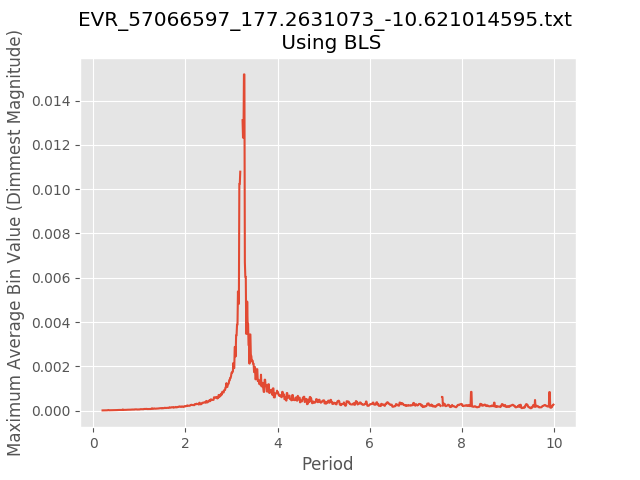 EVR_57066597_177.2631073_-10.621014595.txt
Using BLS
Maximum Average Bin Value (Dimmest Magnitude)
0.014
0.012
0.010
0.008
0.006
0.004
0.002
0.000
0 2 4 6 8 10
Period